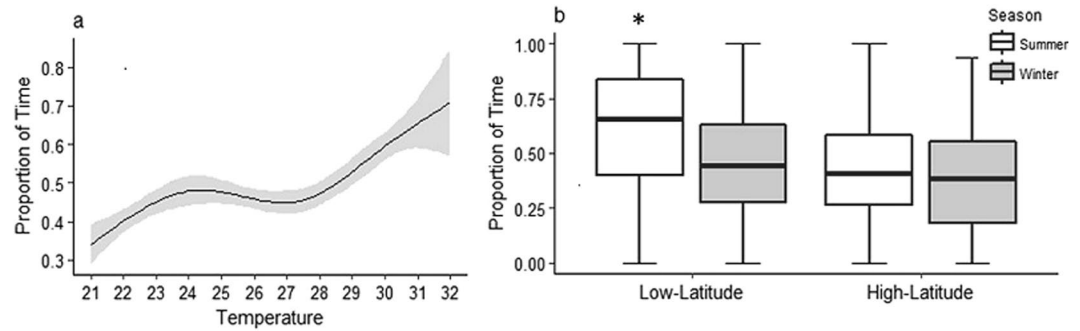 a
Proportion of Time
0.8
0.7
0.6
0.5
0.4
0.3
21 22 23 24 25 26 27 28 29 30 31 32
Temperature
b
*
Season
Summer
Winter
Proportion of Time
1.00
0.75
0.50
0.25
0.00
Low-Latitude High-Latitude